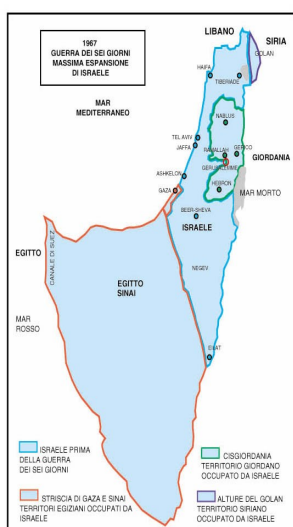 1967
GUERRA DEI SEI GIORNI
MASSIMA ESPANSIONE
DI ISRAELE
LIBANO
SIRIA
GOLAN
HAIFA
TIBERIADE
MAR
MEDITERRANEO
NABLUS
TEL AVIV
JAFFA
RAMALLAH
GERICO
GERUSALEMME
GIORDANIA
ASHKELON
GAZA
HEBRON
MAR MORTO
BEER-SHEVA
ISRAELE
EGITTO
CANALE DI SUEZ
EGITTO
SINAI
NEGEV
MAR
ROSSO
EILAT
ISRAELE PRIMA
DELLA GUERRA
DEI SEI GIORNI
CISGIORDANIA
TERRITORIO GIORDANO
OCCUPATO DA ISRAELE
STRISCIA DI GAZA E SINAI
TERRITORI EGIZIANI OCCUPATI DA
ISRAELE
ALTURE DEL GOLAN
TERRITORIO SIRIANO
OCCUPATO DA ISRAELE